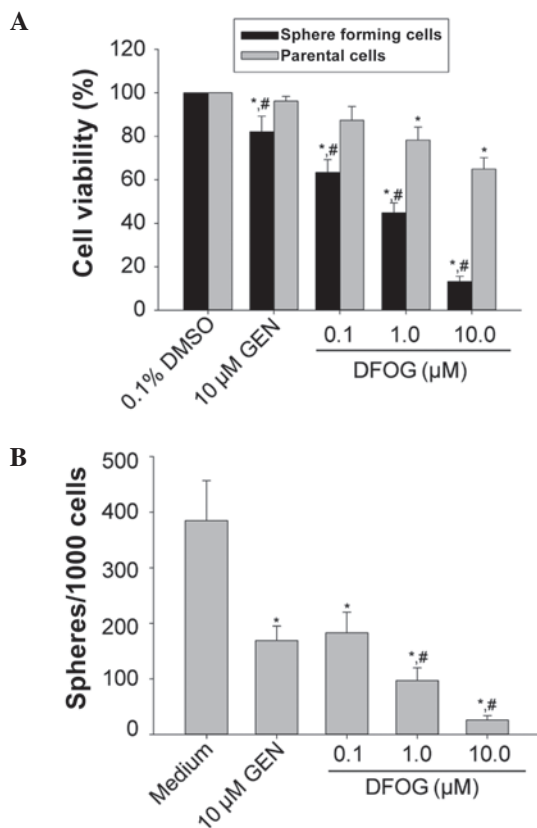 A
Sphere forming cells
Parental cells
Cell viability (%)
120
100
80
60
40
20
0
*,#
*,#
*,#
*
*,#
*
0.1% DMSO
10 µM GEN
0.1 1.0 10.0
DFOG (µM)
B
Spheres/1000 cells
500
400
300
200
100
0
*
*
*,#
*,#
Medium
10 µM GEN
0.1 1.0 10.0
DFOG (µM)